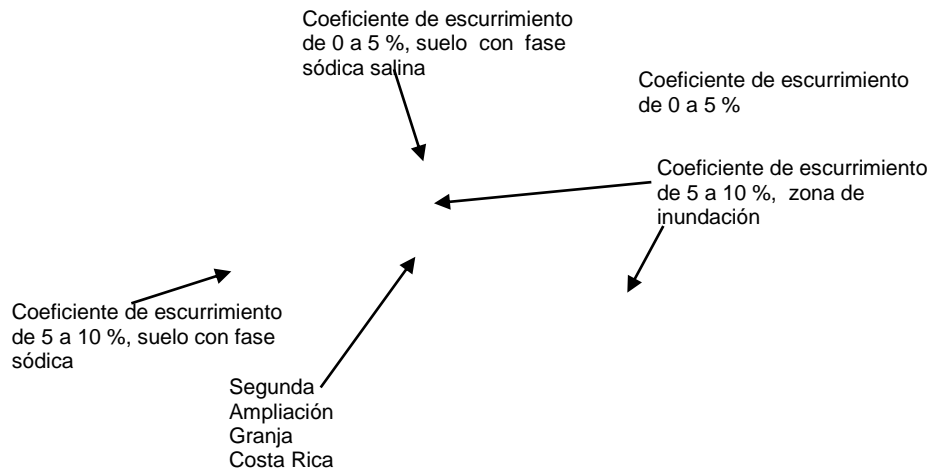 Coeficiente de escurrimiento
de 0 a 5 %, suelo con fase
sódica salina
Coeficiente de escurrimiento
de 0 a 5 %
Coeficiente de escurrimiento
de 5 a 10 %, zona de
inundación
Coeficiente de escurrimiento
de 5 a 10 %, suelo con fase
sódica
Segunda
Ampliación
Granja
Costa Rica